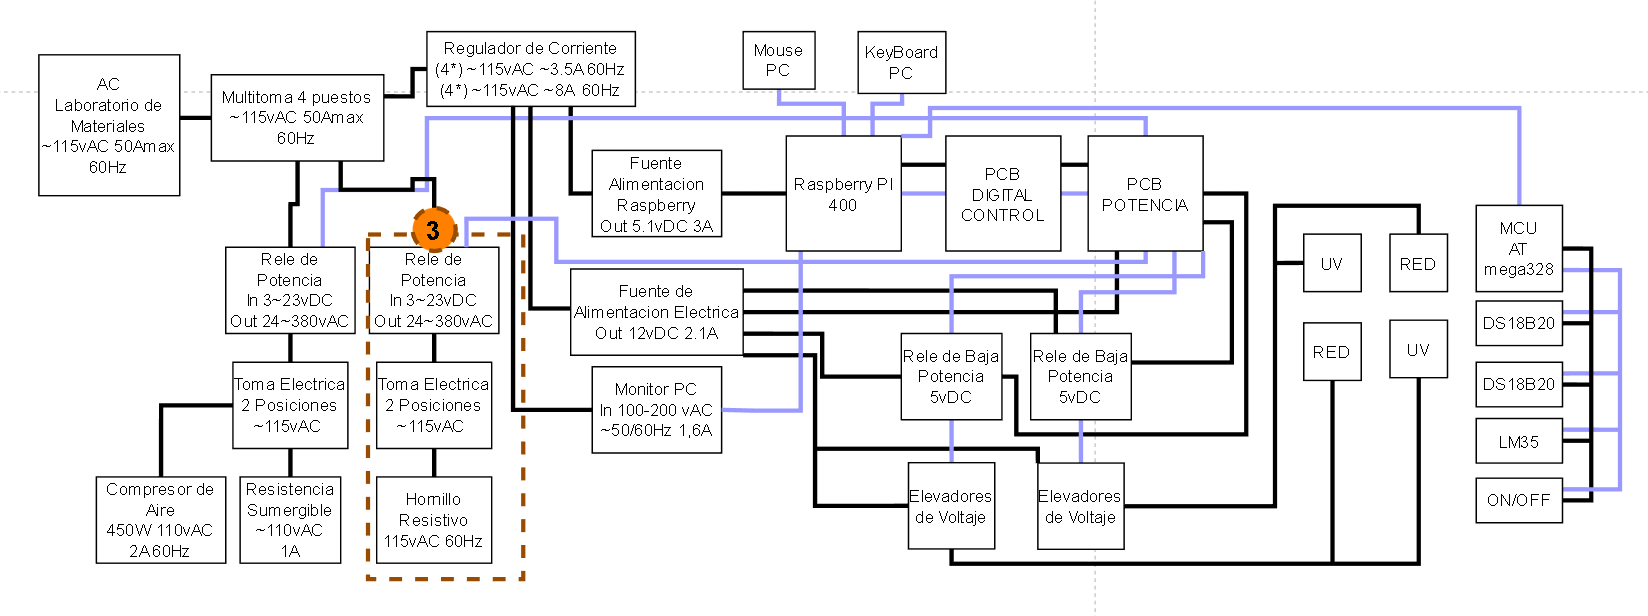 AC
Laboratorio de
Materiales
~115vAC 50Amax
60Hz
Multitoma 4 puestos
~115vAC 50Amax
60Hz
Regulador de Corriente
(4*) ~115vAC ~3.5A 60Hz
(4*) ~115vAC ~8A 60Hz
Mouse
PC
KeyBoard
PC
Fuente
Alimentacion
Raspberry
Out 5.1vDC 3A
Raspberry PI
400
PCB
DIGITAL
CONTROL
PCB
POTENCIA
3
Rele de
Potencia
In 3~23vDC
Out 24~380vAC
Rele de
Potencia
In 3~23vDC
Out 24~380vAC
Fuente de
Alimentacion Electrica
Out 12vDC 2.1A
UV
RED
MCU
AT
mega328
DS18B20
DS18B20
LM35
ON/OFF
RED
UV
Rele de Baja
Potencia
5vDC
Rele de Baja
Potencia
5vDC
Toma Electrica
2 Posiciones
~115vAC
Toma Electrica
2 Posiciones
~115vAC
Monitor PC
In 100-200 vAC
~50/60Hz 1,6A
Compresor de
Aire
450W 110vAC
2A 60Hz
Resistencia
Sumergible
~110vAC
1A
Hornillo
Resistivo
115vAC 60Hz
Elevadores
de Voltaje
Elevadores
de Voltaje